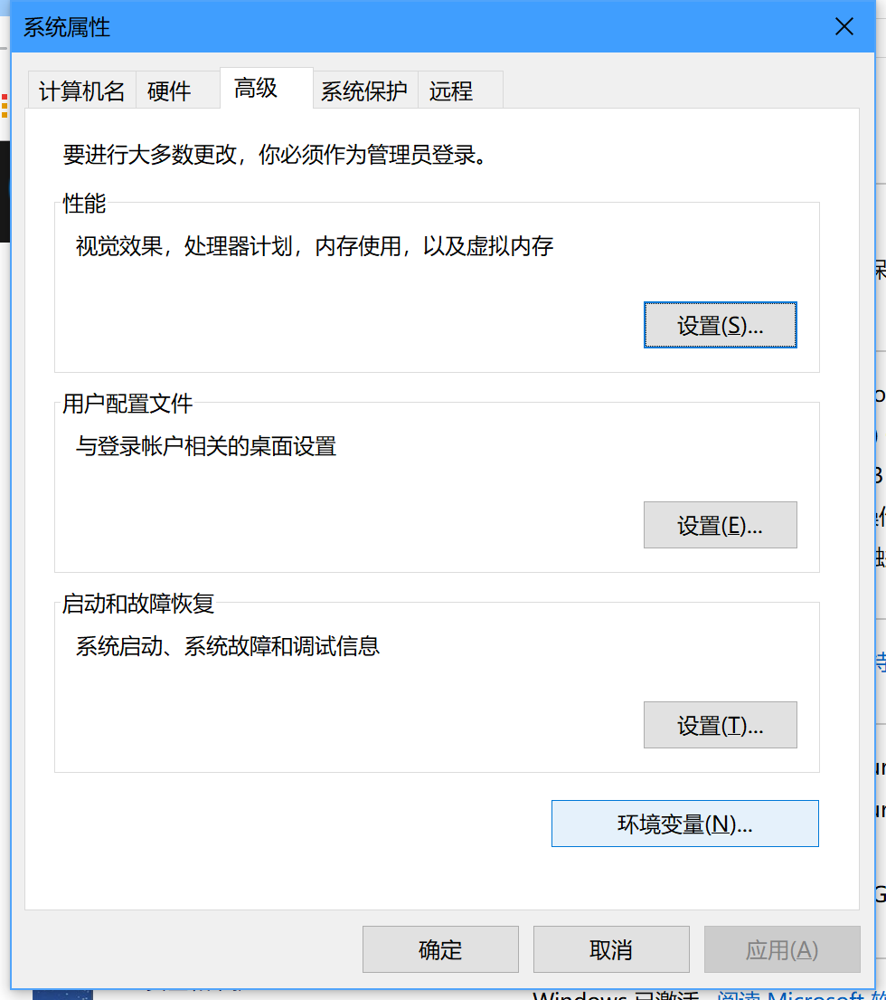 系统属性
计算机名
硬件
高级
系统保护
远程
要进行大多数更改，你必须作为管理员登录。
性能
视觉效果，处理器计划，内存使用，以及虚拟内存
设置(S)...
用户配置文件
与登录帐户相关的桌面设置
设置(E)...
启动和故障恢复
系统启动、系统故障和调试信息
设置(T)...
环境变量(N)...
确定
取消
应用(A)
Windows 已激活 阅读 Microsoft 软